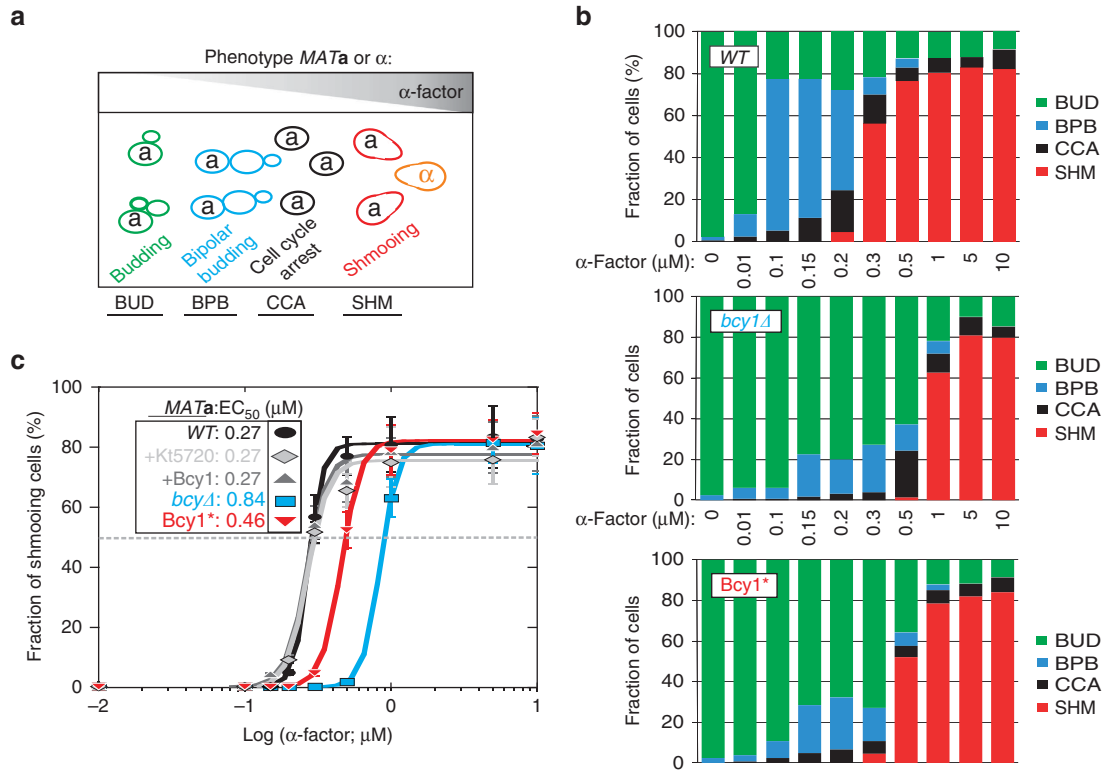 a
Phenotype MATa or α:
α-factor
a a a a
a α
a a a a
Budding
Bipolar budding
Cell cycle arrest
Shmooing
BUD BPB CCA SHM
b
WT
Fraction of cells (%)
100
80
60
40
20
0
BUD
BPB
CCA
SHM
α-Factor (μM): 0 0.01 0.1 0.15 0.2 0.3 0.5 1 5 10
bcy1Δ
Fraction of cells
100
80
60
40
20
0
BUD
BPB
CCA
SHM
α-Factor (μM): 0 0.01 0.1 0.15 0.2 0.3 0.5 1 5 10
Bcy1*
Fraction of cells
100
80
60
40
20
0
BUD
BPB
CCA
SHM
c
Fraction of shmooing cells (%)
100
80
60
40
20
0
MATa:EC50 (μM)
WT: 0.27
+Kt5720: 0.27
+Bcy1: 0.27
bcyΔ: 0.84
Bcy1*: 0.46
−2 −1 0 1
Log (α-factor; μM)